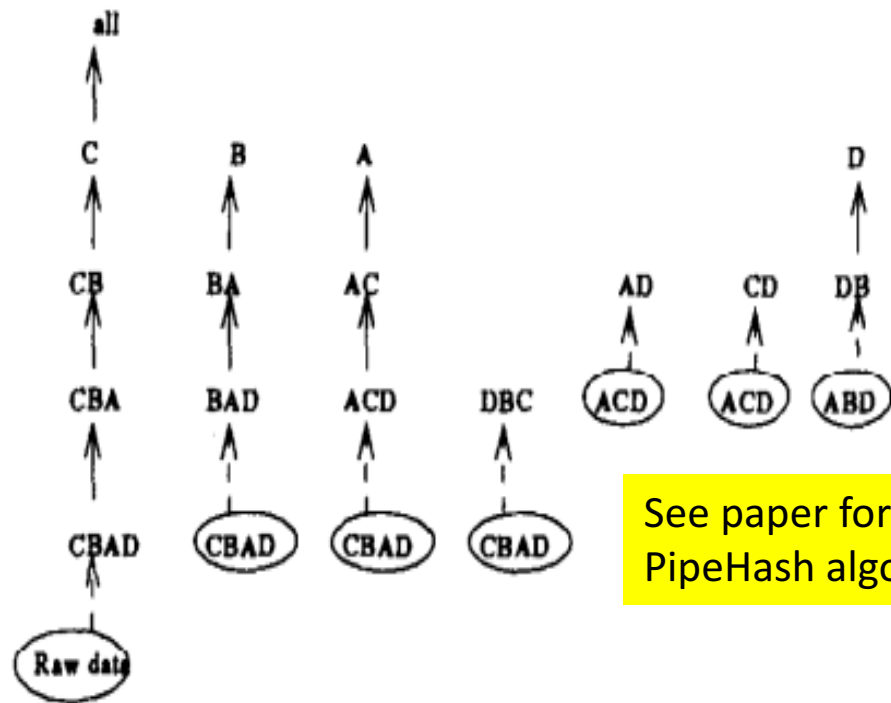 all
C B A D
CB BA AC AD CD DB
CBA BAD ACD DBC ACD ACD ABD
CBAD CBAD CBAD CBAD
See paper for
PipeHash
Raw data